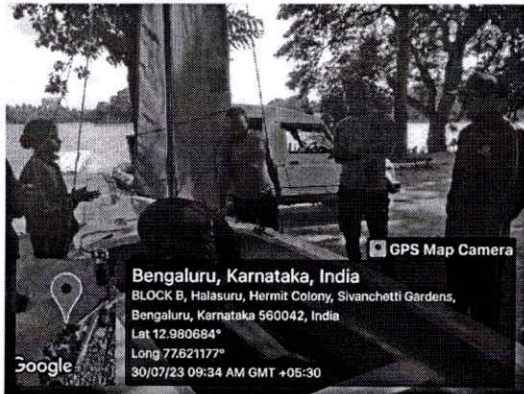 GPS Map Camera
Bengaluru, Karnataka, India
BLOCK B, Halasuru, Hermit Colony, Sivanchetti Gardens,
Bengaluru, Karnataka 560042, India
Lat 12.980684°
Long 77.621177°
30/07/23 09:34 AM GMT +05:30
Google